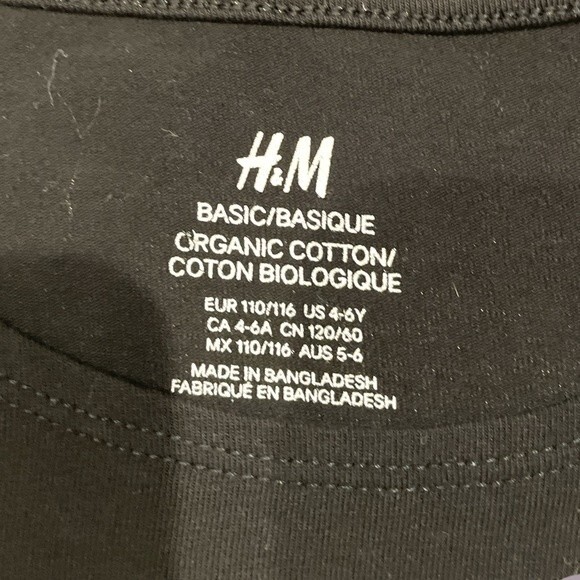 H&M
BASIC/BASIQUE
ORGANIC COTTON/
COTON BIOLOGIQUE
EUR 110/116 US 4-6Y
CA 4-6A CN 120/60
MX 110/116 AUS 5-6
MADE IN BANGLADESH
FABRIQUÉ EN BANGLADESH